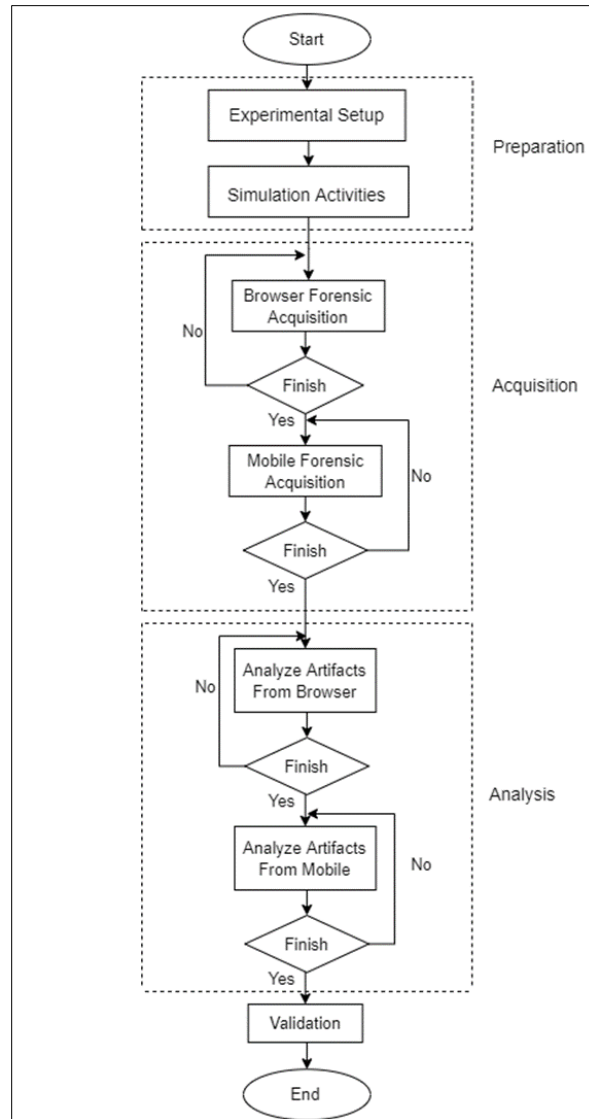 Start
Experimental Setup
Preparation
Simulation Activities
Browser Forensic
Acquisition
No
Acquisition
Finish
Yes
Mobile Forensic
Acquisition
No
Finish
Yes
Analyze Artifacts
From Browser
No
Finish
Analysis
Yes
Analyze Artifacts
From Mobile
No
Finish
Yes
Validation
End